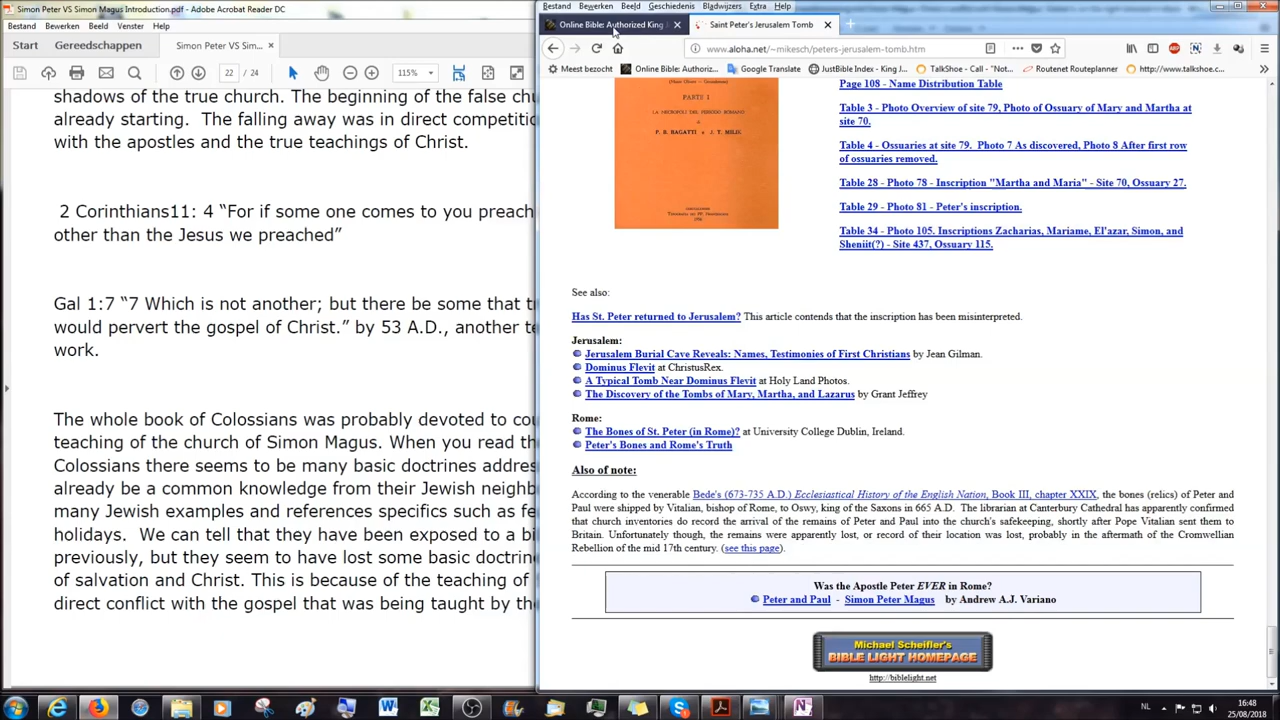 Simon Peter VS Simon Magus Introduction.pdf - Adobe Acrobat Reader DC
Bestand Bewerken Beeld Venster Help
Start Gereedschappen Simon Peter VS Sim... ×
22 / 24 115%
shadows of the true church. The beginning of the false chu
already starting. The falling away was in direct competitio
with the apostles and the true teachings of Christ.
2 Corinthians11: 4 “For if some one comes to you preach
other than the Jesus we preached”
Gal 1:7 “7 Which is not another; but there be some that tr
would pervert the gospel of Christ.” by 53 A.D., another te
work.
The whole book of Colossians was probably devoted to cou
teaching of the church of Simon Magus. When you read th
Colossians there seems to be many basic doctrines addres
already be a common knowledge from their Jewish neighb
many Jewish examples and references specifics such as fe
holidays. We can tell that they have been exposed to a bi
previously, but they seem to have lost some basic doctrine
of salvation and Christ. This is because of the teaching of
direct conflict with the gospel that was being taught by the
Bestand Bewerken Beeld Geschiedenis Bladwijzers Extra Help
Online Bible: Authorized King × Saint Peter's Jerusalem Tomb ×
www.aloha.net/~mikesch/peters-jerusalem-tomb.htm
Meest bezocht Online Bible: Authoriz... Google Translate JustBible Index - King J... TalkShoe - Call - "Not... Routenet Routeplanner http://www.talkshoe.c...
PARTE I
LA NECROPOLI DEL PERIODO ROMANO
P. B. BAGATTI e J. T. MILIK
Page 108 - Name Distribution Table
Table 3 - Photo Overview of site 79, Photo of Ossuary of Mary and Martha at
site 70.
Table 4 - Ossuaries at site 79. Photo 7 As discovered, Photo 8 After first row
of ossuaries removed.
Table 28 - Photo 78 - Inscription "Martha and Maria" - Site 70, Ossuary 27.
Table 29 - Photo 81 - Peter's inscription.
Table 34 - Photo 105. Inscriptions Zacharias, Mariame, El'azar, Simon, and
Sheniit(?) - Site 437, Ossuary 115.
See also:
Has St. Peter returned to Jerusalem? This article contends that the inscription has been misinterpreted.
Jerusalem:
Jerusalem Burial Cave Reveals: Names, Testimonies of First Christians by Jean Gilman.
Dominus Flevit at ChristusRex.
A Typical Tomb Near Dominus Flevit at Holy Land Photos.
The Discovery of the Tombs of Mary, Martha, and Lazarus by Grant Jeffrey
Rome:
The Bones of St. Peter (in Rome)? at University College Dublin, Ireland.
Peter's Bones and Rome's Truth
Also of note:
According to the venerable Bede's (673-735 A.D.) Ecclesiastical History of the English Nation, Book III, chapter XXIX, the bones (relics) of Peter and
Paul were shipped by Vitalian, bishop of Rome, to Oswy, king of the Saxons in 665 A.D. The librarian at Canterbury Cathedral has apparently confirmed
that church inventories do record the arrival of the remains of Peter and Paul into the church's safekeeping, shortly after Pope Vitalian sent them to
Britain. Unfortunately though, the remains were apparently lost, or record of their location was lost, probably in the aftermath of the Cromwellian
Rebellion of the mid 17th century. (see this page).
Was the Apostle Peter EVER in Rome?
Peter and Paul - Simon Peter Magus by Andrew A.J. Variano
Michael Scheifler's
BIBLE LIGHT HOMEPAGE
http://biblelight.net
NL 16:48
25/08/2018